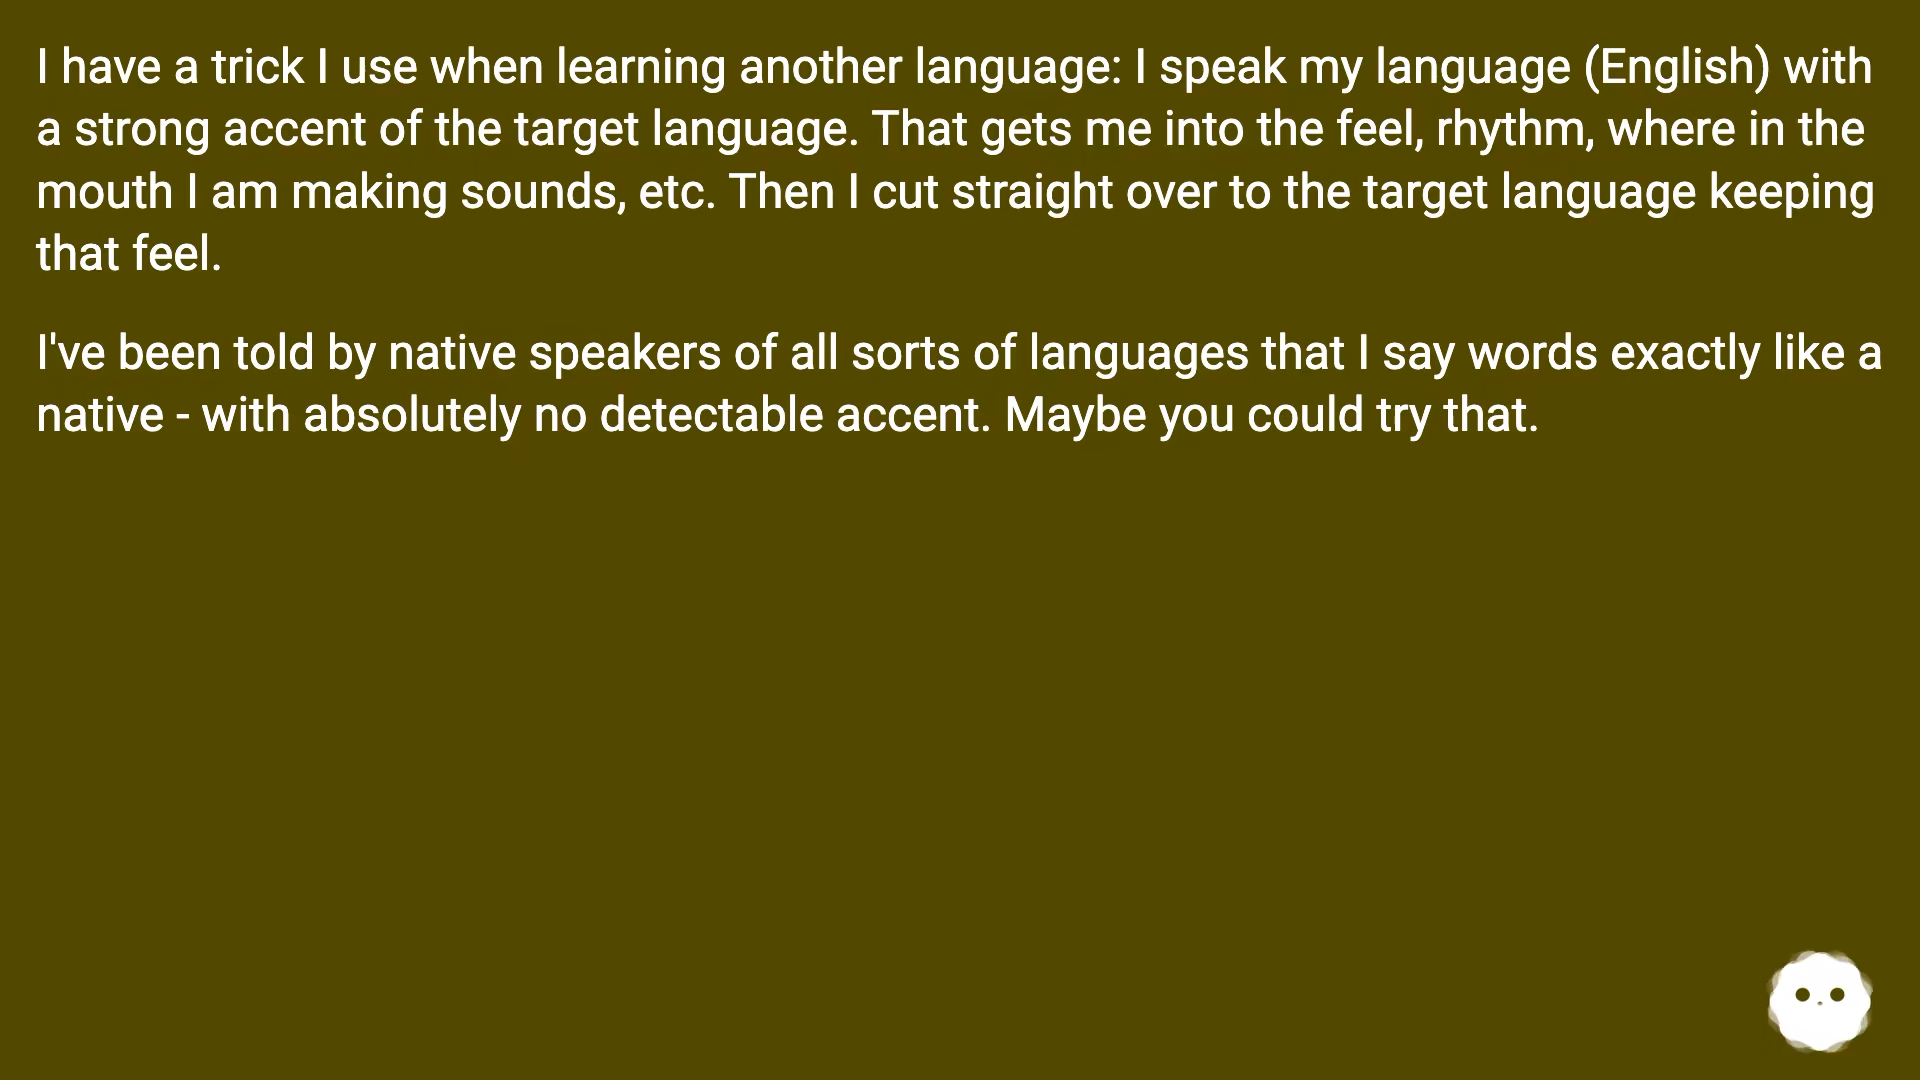 I have a trick I use when learning another language: I speak my language (English) with
a strong accent of the target language. That gets me into the feel, rhythm, where in the
mouth I am making sounds, etc. Then I cut straight over to the target language keeping
that feel.
I've been told by native speakers of all sorts of languages that I say words exactly like a
native - with absolutely no detectable accent. Maybe you could try that.